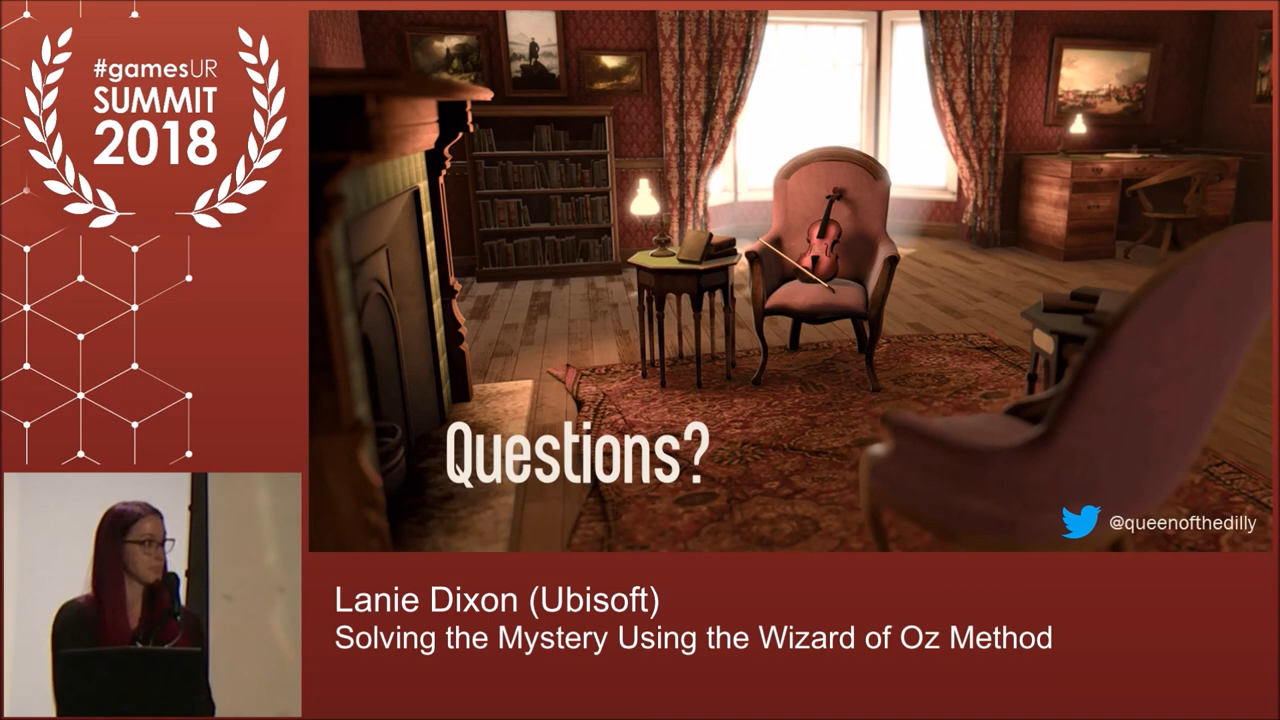 #gamesUR
SUMMIT
2018
Questions?
@queenofthedilly
Lanie Dixon (Ubisoft)
Solving the Mystery Using the Wizard of Oz Method